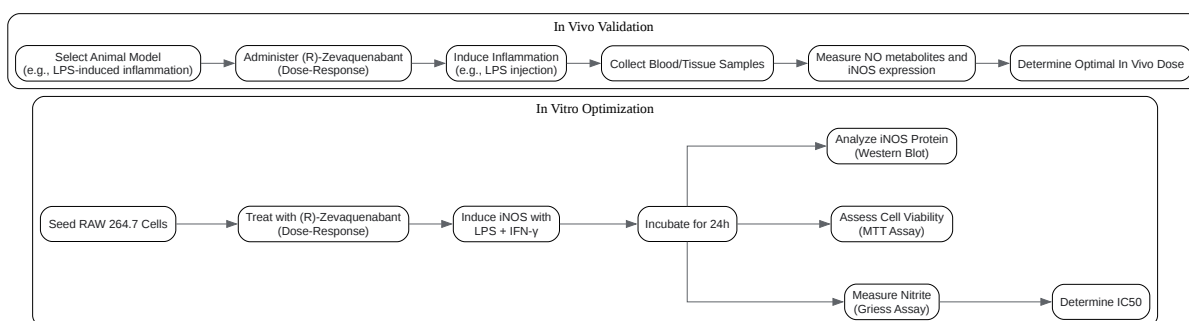 In Vivo Validation
Select Animal Model
(e.g., LPS-induced inflammation)
Administer (R)-Zevaquenabant
(Dose-Response)
Induce Inflammation
(e.g., LPS injection)
Collect Blood/Tissue Samples
Measure NO metabolites and
iNOS expression
Determine Optimal In Vivo Dose
In Vitro Optimization
Seed RAW 264.7 Cells
Treat with (R)-Zevaquenabant
(Dose-Response)
Induce iNOS with
LPS + IFN-γ
Incubate for 24h
Analyze iNOS Protein
(Western Blot)
Assess Cell Viability
(MTT Assay)
Measure Nitrite
(Griess Assay)
Determine IC50